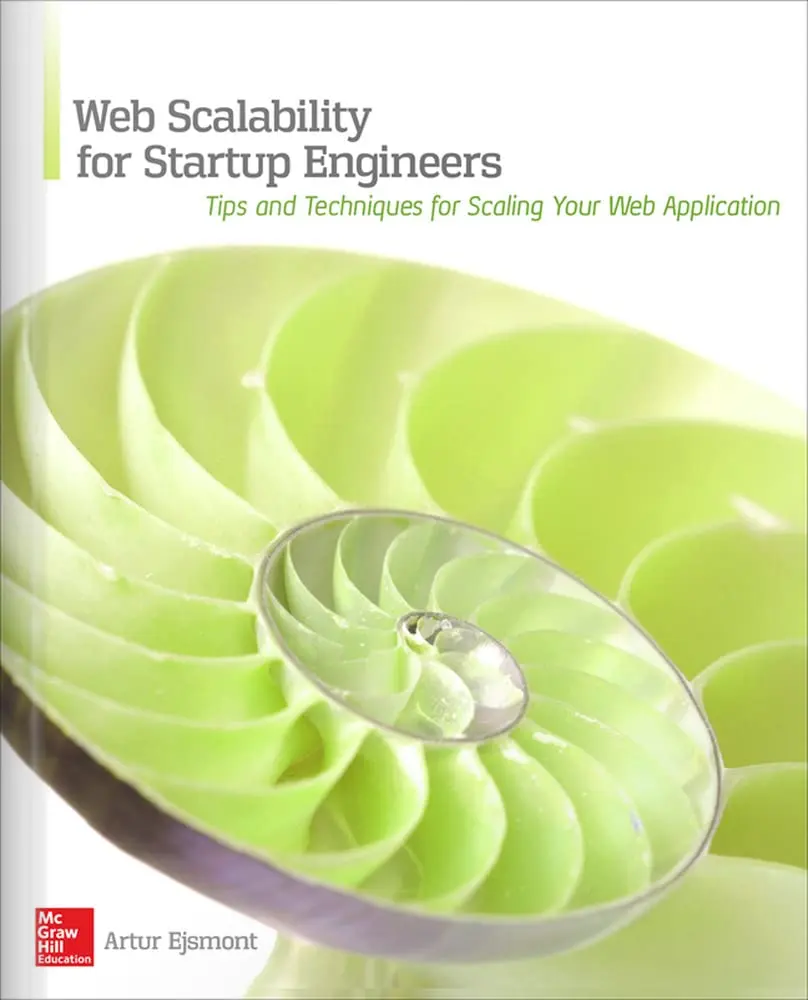 Web Scalability
for Startup Engineers
Tips and Techniques for Scaling Your Web Application
Mc
Graw
Hill
Education
Artur Ejsmont